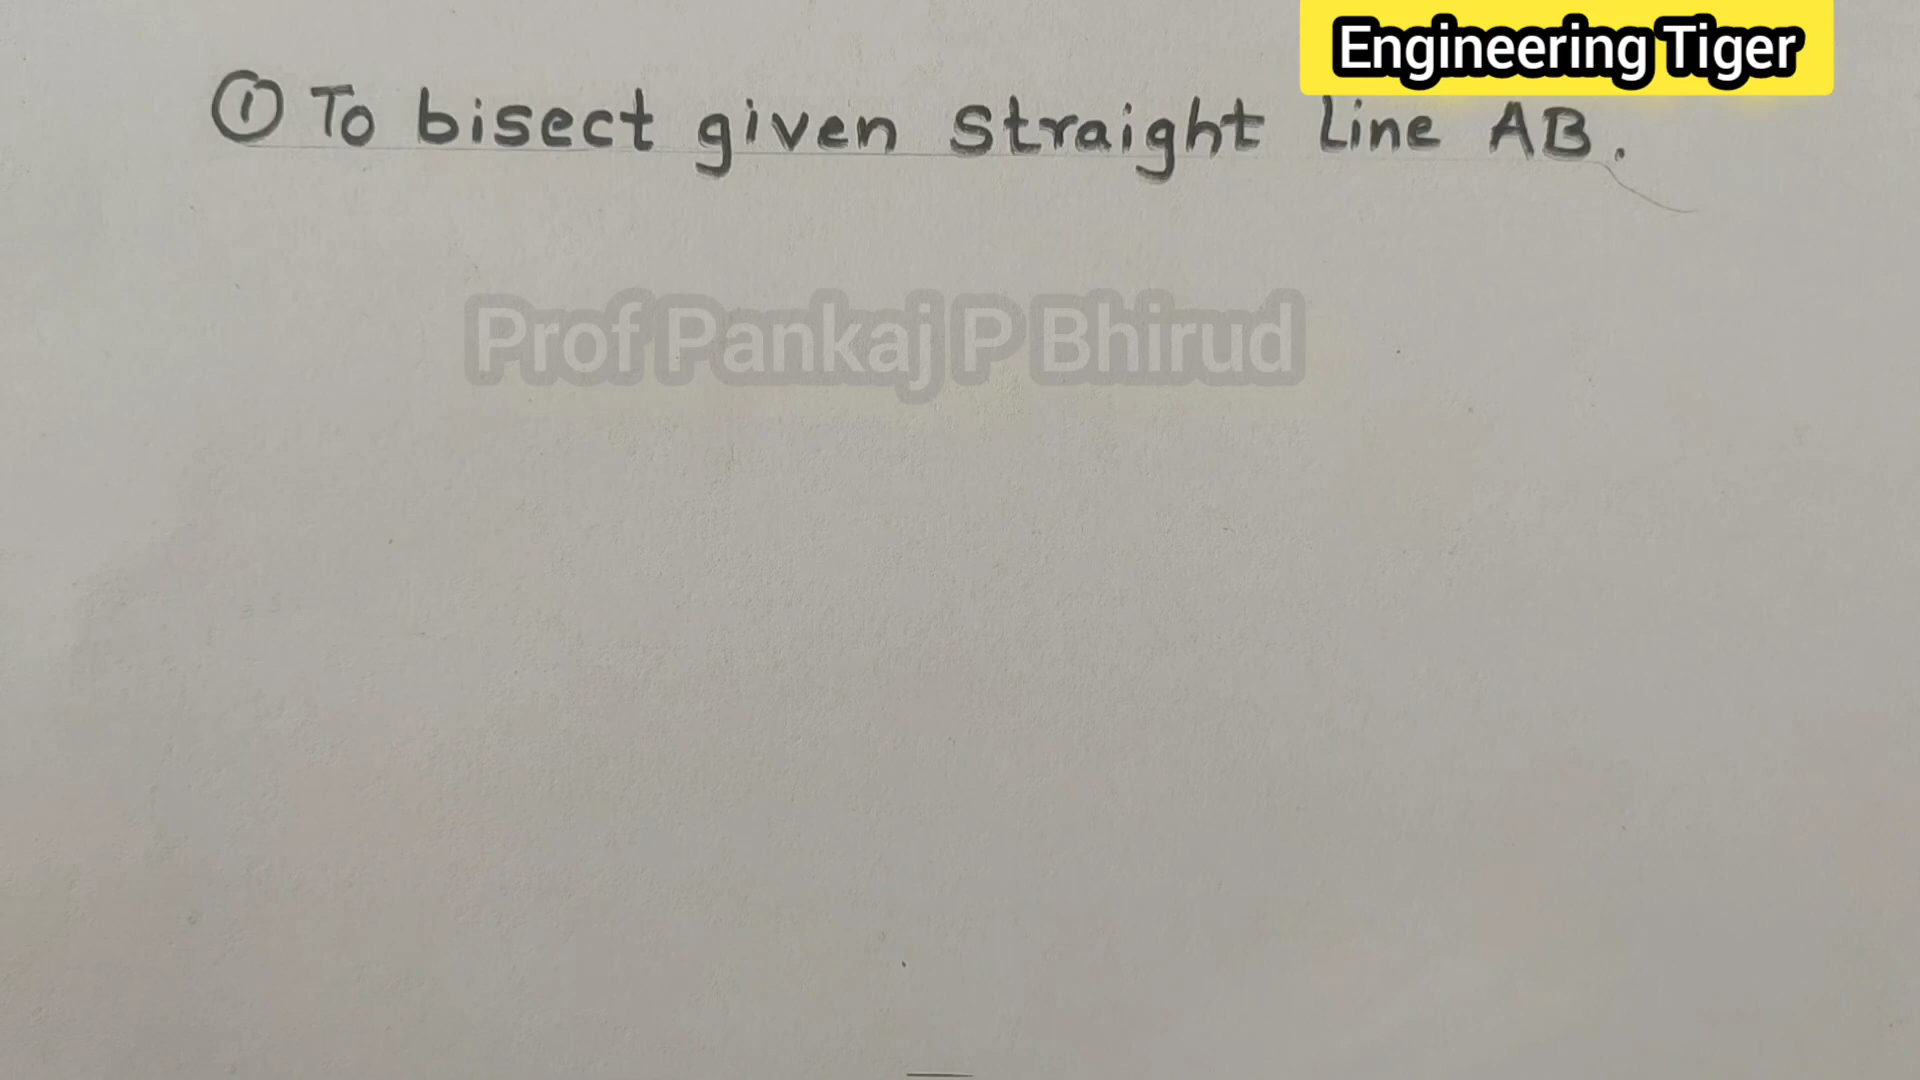 Engineering Tiger
① To bisect given straight line AB.
Prof Pankaj P Bhirud